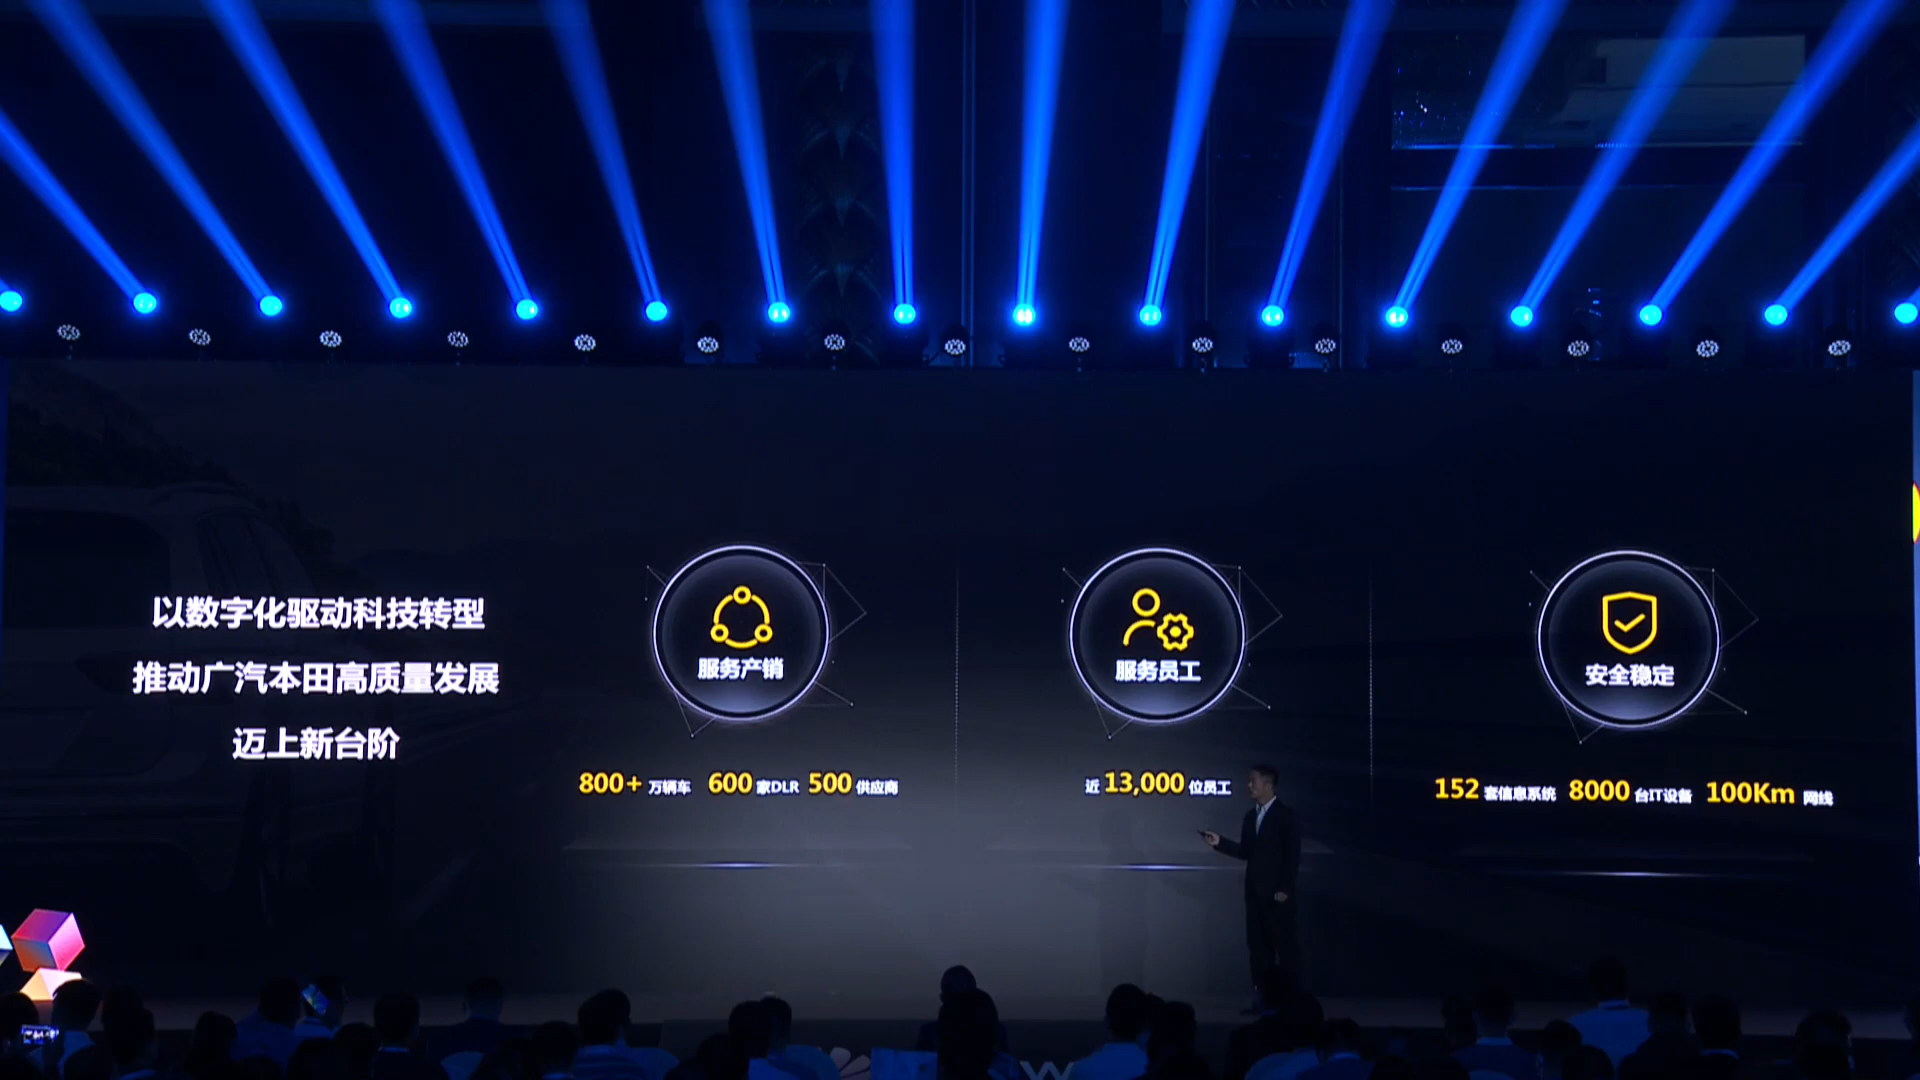 以数字化驱动科技转型
推动广汽本田高质量发展
迈上新台阶
服务产销
800+ 万辆车 600 家DLR 500 供应商
服务员工
近 13,000 位员工
安全稳定
152 套信息系统 8000 台IT设备 100Km 网线